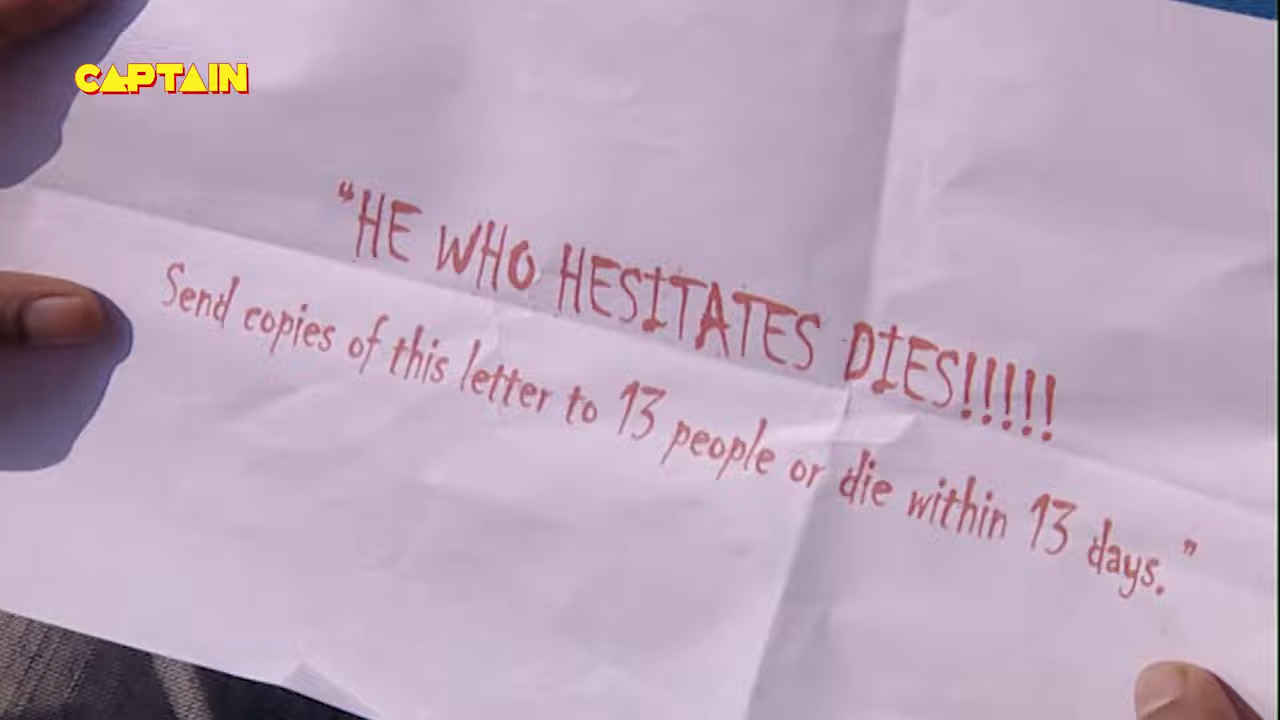 CAPTAIN
“HE WHO HESITATES DIES!!!!!
Send copies of this letter to 13 people or die within 13 days.”